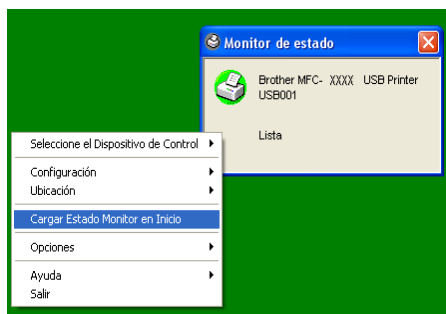 Monitor de estado
Brother MFC- XXXX USB Printer
USB001
Lista
Seleccione el Dispositivo de Control
Configuración
Ubicación
Cargar Estado Monitor en Inicio
Opciones
Ayuda
Salir